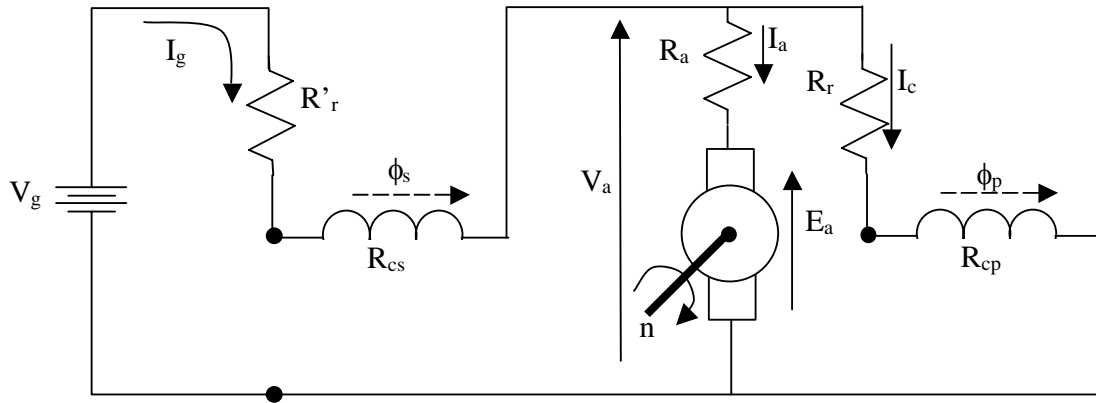 I_g
R'_r
V_g
ϕ_s
R_cs
V_a
R_a
I_a
E_a
n
R_r
I_c
ϕ_p
R_cp